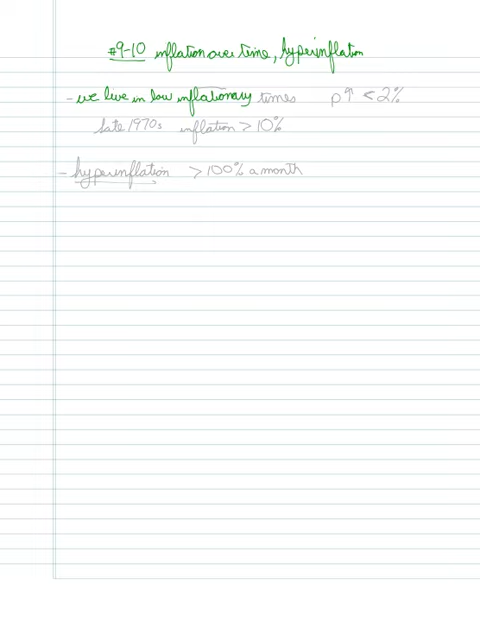 #9-10 inflation over time, hyperinflation
- we live in low inflationary times p↑ < 2%
late 1970s inflation > 10%
- hyperinflation > 100% a month